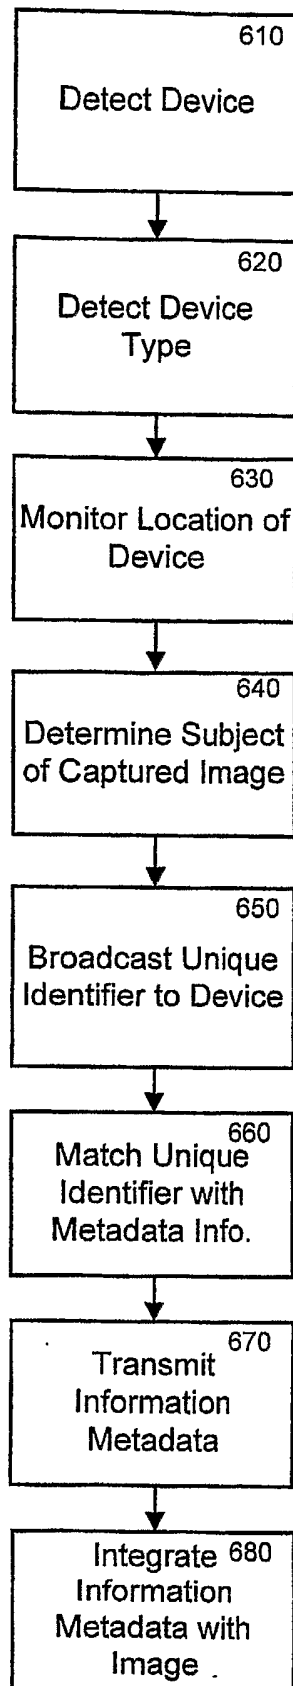 610
Detect Device
620
Detect Device
Type
630
Monitor Location of
Device
640
Determine Subject
of Captured Image
650
Broadcast Unique
Identifier to Device
660
Match Unique
Identifier with
Metadata Info.
670
Transmit
Information
Metadata
Integrate 680
Information
Metadata with
Image